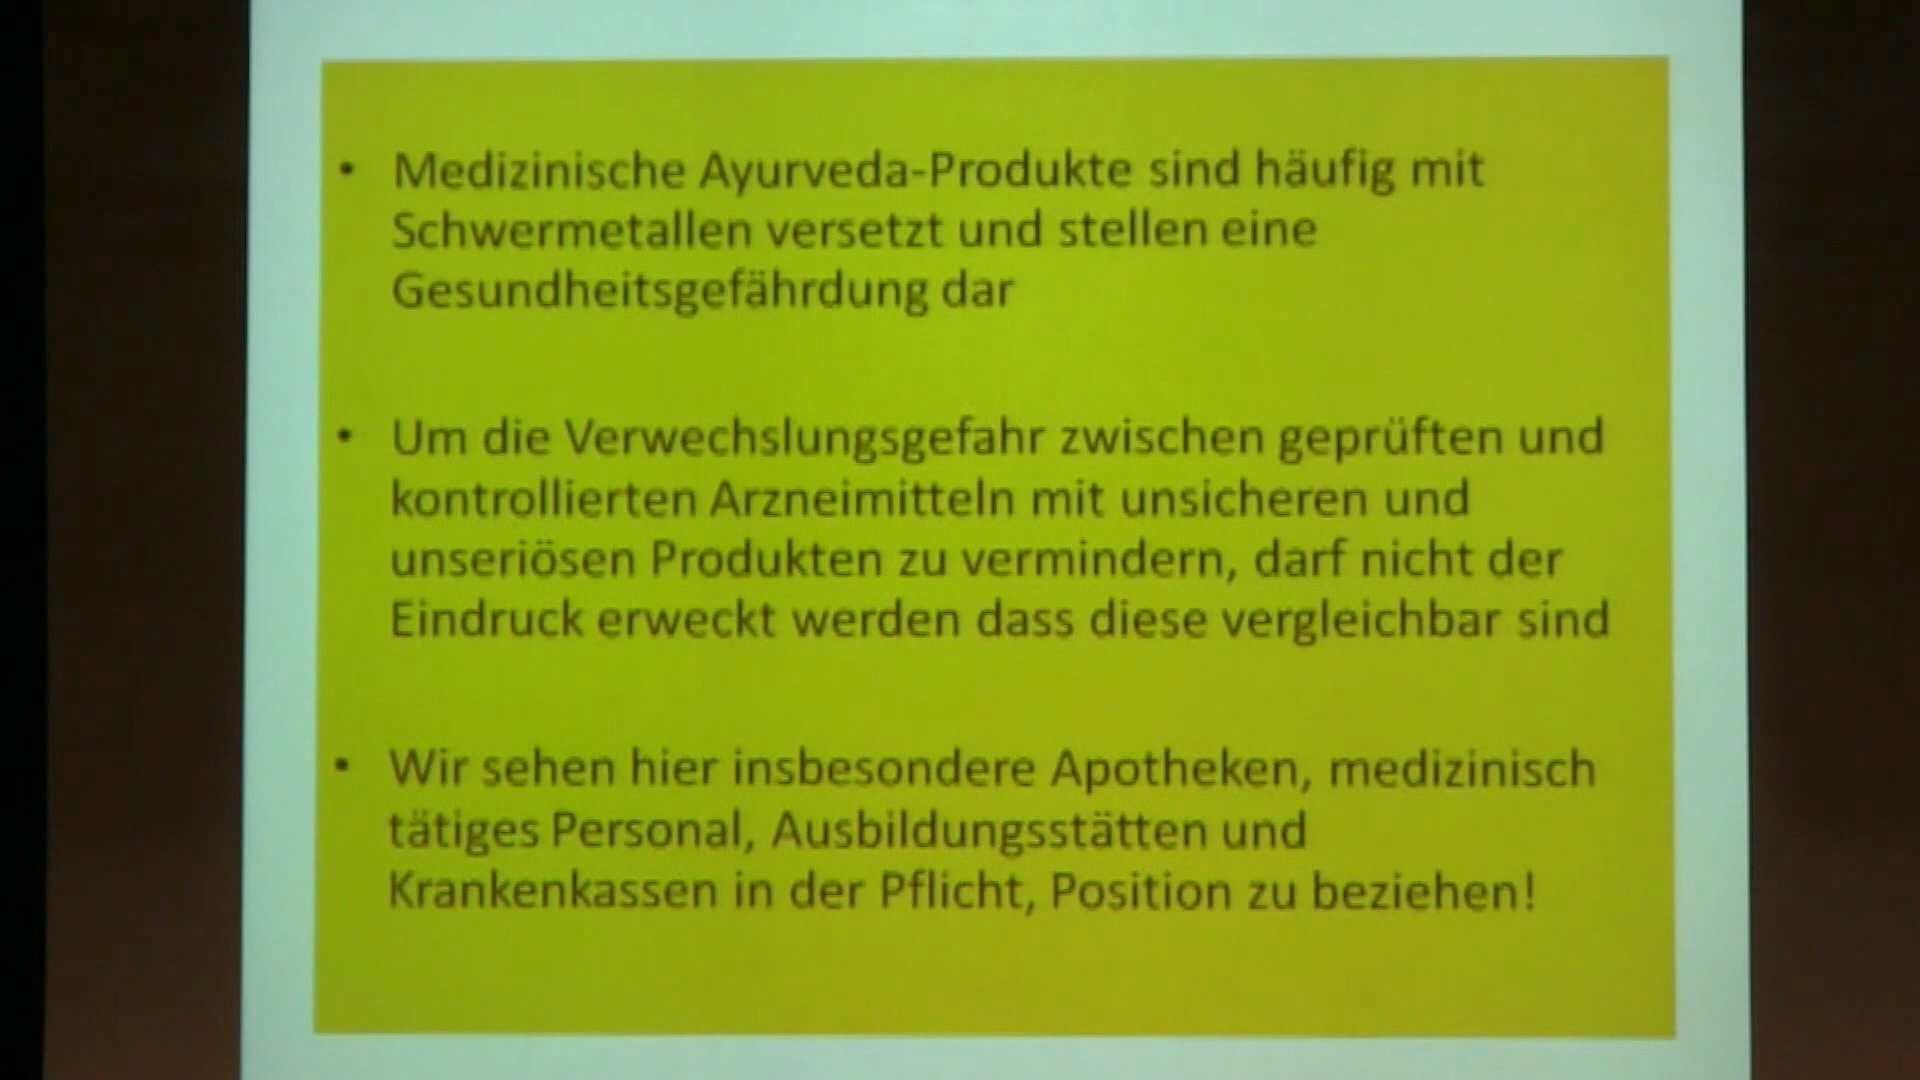 • Medizinische Ayurveda-Produkte sind häufig mit
Schwermetallen versetzt und stellen eine
Gesundheitsgefährdung dar
• Um die Verwechslungsgefahr zwischen geprüften und
kontrollierten Arzneimitteln mit unsicheren und
unseriösen Produkten zu vermindern, darf nicht der
Eindruck erweckt werden dass diese vergleichbar sind
• Wir sehen hier insbesondere Apotheken, medizinisch
tätiges Personal, Ausbildungsstätten und
Krankenkassen in der Pflicht, Position zu beziehen!